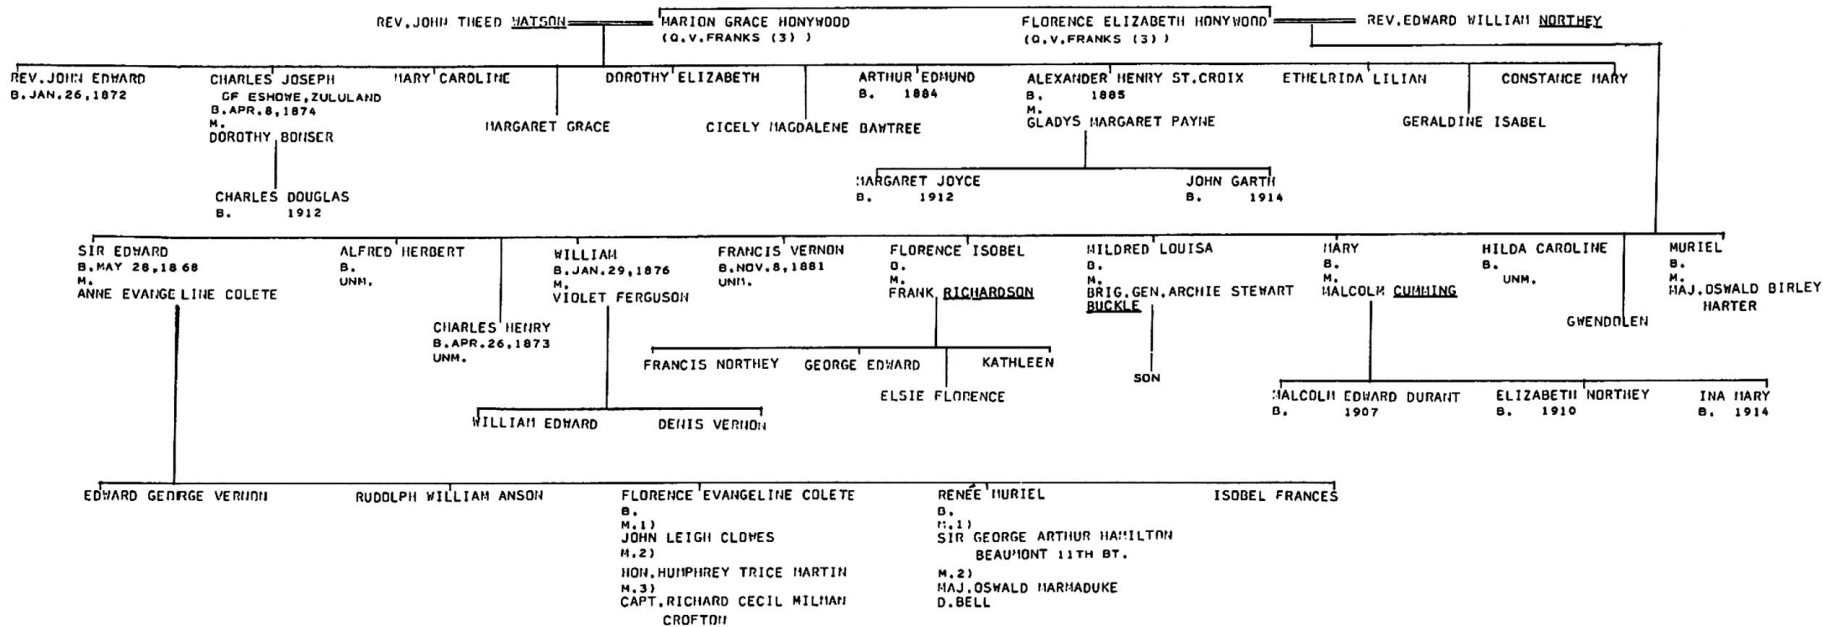 REV.JOHN THEED WATSON
MARION GRACE HONYWOOD
(Q.V.FRANKS (3) )
FLORENCE ELIZABETH HONYWOOD
(Q.V.FRANKS (3) )
REV.EDWARD WILLIAM NORTHEY
REV.JOHN EDWARD
B.JAN.26,1872
CHARLES JOSEPH
OF ESHOWE,ZULULAND
B.APR.8,1874
M.
DOROTHY BONSER
MARY CAROLINE
MARGARET GRACE
DOROTHY ELIZABETH
CICELY MAGDALENE BAWTREE
ARTHUR EDMUND
B. 1884
ALEXANDER HENRY ST.CROIX
B. 1885
M.
GLADYS MARGARET PAYNE
ETHELRIDA LILIAN
GERALDINE ISABEL
CONSTANCE MARY
CHARLES DOUGLAS
B. 1912
MARGARET JOYCE
B. 1912
JOHN GARTH
B. 1914
SIR EDWARD
B.MAY 28,1868
M.
ANNE EVANGELINE COLETE
ALFRED HERBERT
B.
UNM.
CHARLES HENRY
B.APR.26,1873
UNM.
WILLIAM
B.JAN.29,1876
M.
VIOLET FERGUSON
FRANCIS VERNON
B.NOV.8,1881
UNM.
FLORENCE ISOBEL
B.
M.
FRANK RICHARDSON
MILDRED LOUISA
B.
M.
BRIG.GEN.ARCHIE STEWART
BUCKLE
MARY
B.
M.
MALCOLM CUMMING
HILDA CAROLINE
B.
UNM.
GWENDOLEN
MURIEL
B.
M.
MAJ.OSWALD BIRLEY
HARTER
FRANCIS NORTHEY
GEORGE EDWARD
KATHLEEN
ELSIE FLORENCE
SON
WILLIAM EDWARD
DENIS VERNON
MALCOLM EDWARD DURANT
B. 1907
ELIZABETH NORTHEY
B. 1910
INA MARY
B. 1914
EDWARD GEORGE VERNON
RUDOLPH WILLIAM ANSON
FLORENCE EVANGELINE COLETE
B.
M.1)
JOHN LEIGH CLOWES
M.2)
HON.HUMPHREY TRICE MARTIN
M.3)
CAPT.RICHARD CECIL MILMAN
CROFTON
RENÉE MURIEL
B.
M.1)
SIR GEORGE ARTHUR HAMILTON
BEAUMONT 11TH BT.
M.2)
MAJ.OSWALD MARMADUKE
D.BELL
ISOBEL FRANCES